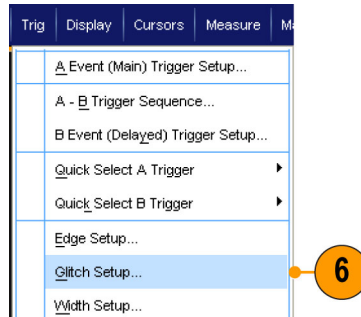 Trig Display Cursors Measure
A Event (Main) Trigger Setup...
A - B Trigger Sequence...
B Event (Delayed) Trigger Setup...
Quick Select A Trigger
Quick Select B Trigger
Edge Setup...
Glitch Setup...
6
Width Setup...